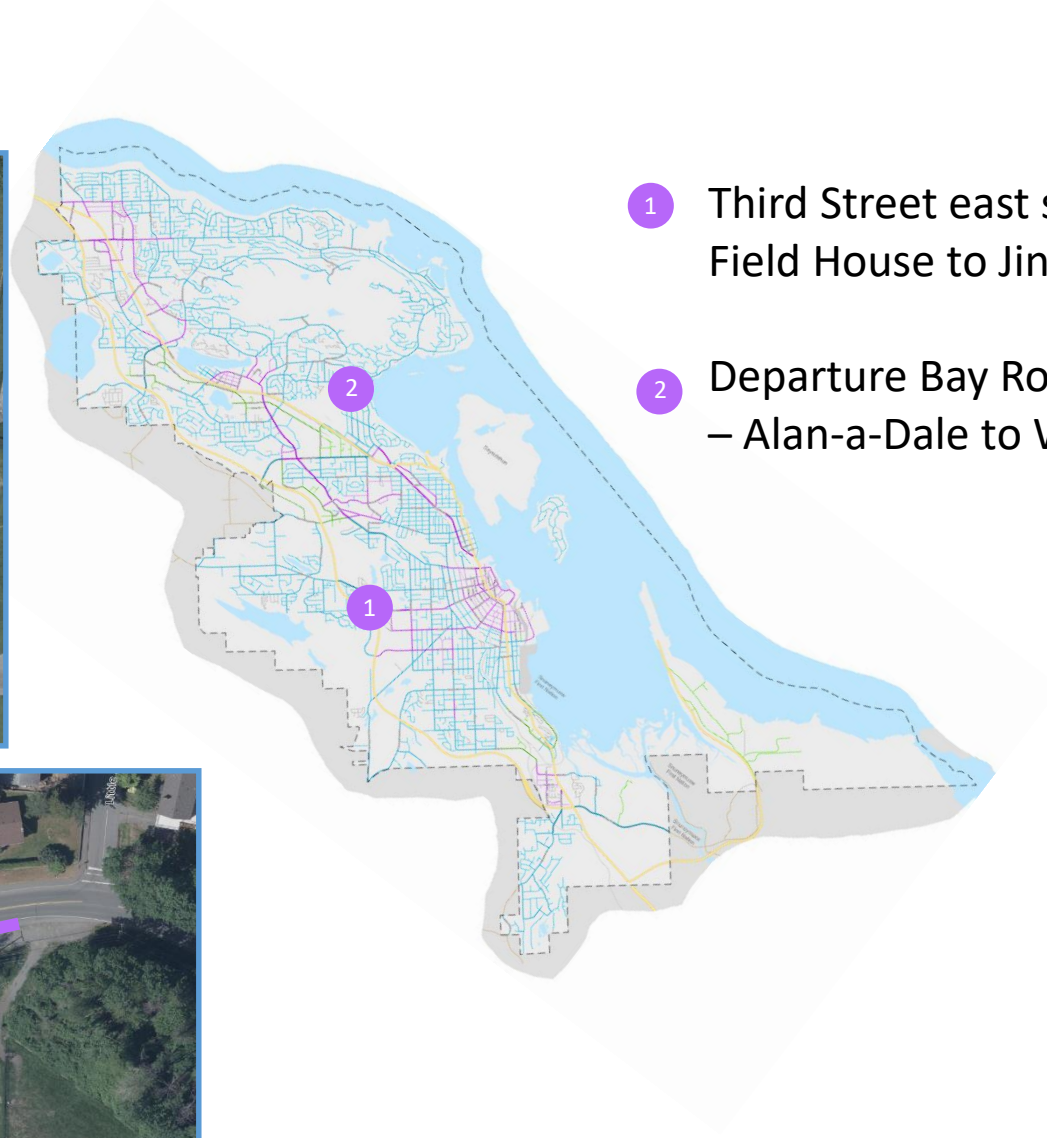 1 Third Street east s
Field House to Jin
2 Departure Bay Ro
– Alan-a-Dale to V
2
1